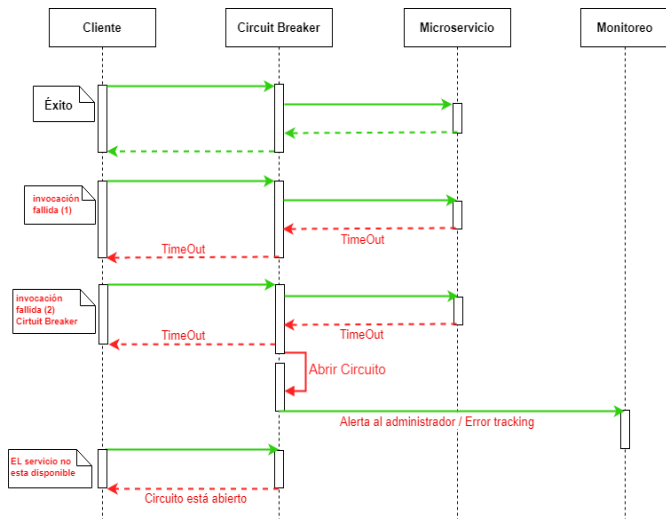 Cliente
Circuit Breaker
Microservicio
Monitoreo
Éxito
invocación
fallida (1)
TimeOut
TimeOut
invocación
fallida (2)
Cirtuit Breaker
TimeOut
TimeOut
Abrir Circuito
Alerta al administrador / Error tracking
EL servicio no
esta disponible
Circuito está abierto